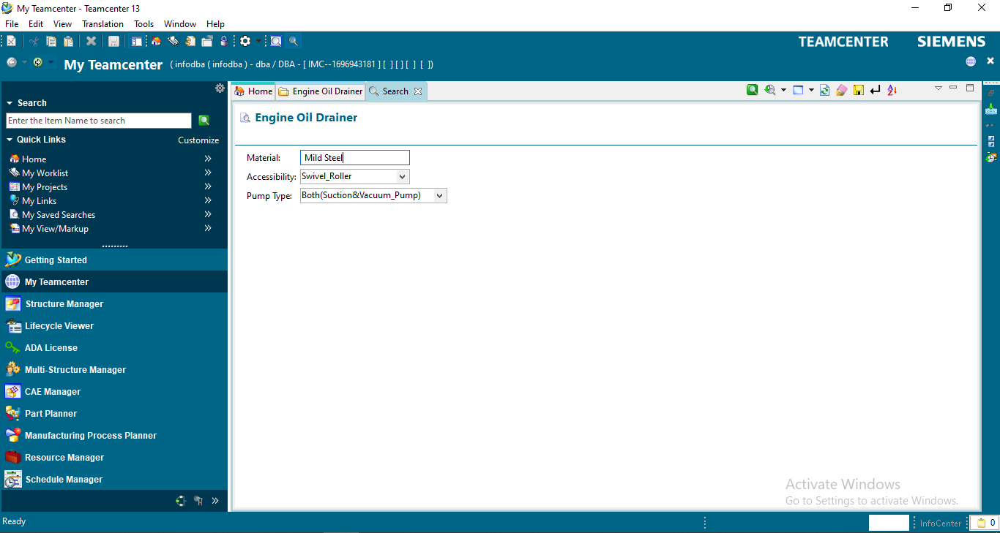 My Teamcenter - Teamcenter 13
File Edit View Translation Tools Window Help
TEAMCENTER SIEMENS
My Teamcenter ( infodba ( infodba ) - dba / DBA - [ IMC--1696943181 ] [ ] [ ] [ ] [ ])
Search
Enter the Item Name to search
Quick Links Customize
Home »
My Worklist »
My Projects »
My Links »
My Saved Searches »
My View/Markup »
Getting Started
My Teamcenter
Structure Manager
Lifecycle Viewer
ADA License
Multi-Structure Manager
CAE Manager
Part Planner
Manufacturing Process Planner
Resource Manager
Schedule Manager
»
Home Engine Oil Drainer Search
Engine Oil Drainer
Material: Mild Steel
Accessibility: Swivel_Roller
Pump Type: Both(Suction&Vacuum_Pump)
Activate Windows
Go to Settings to activate Windows.
Ready InfoCenter 0